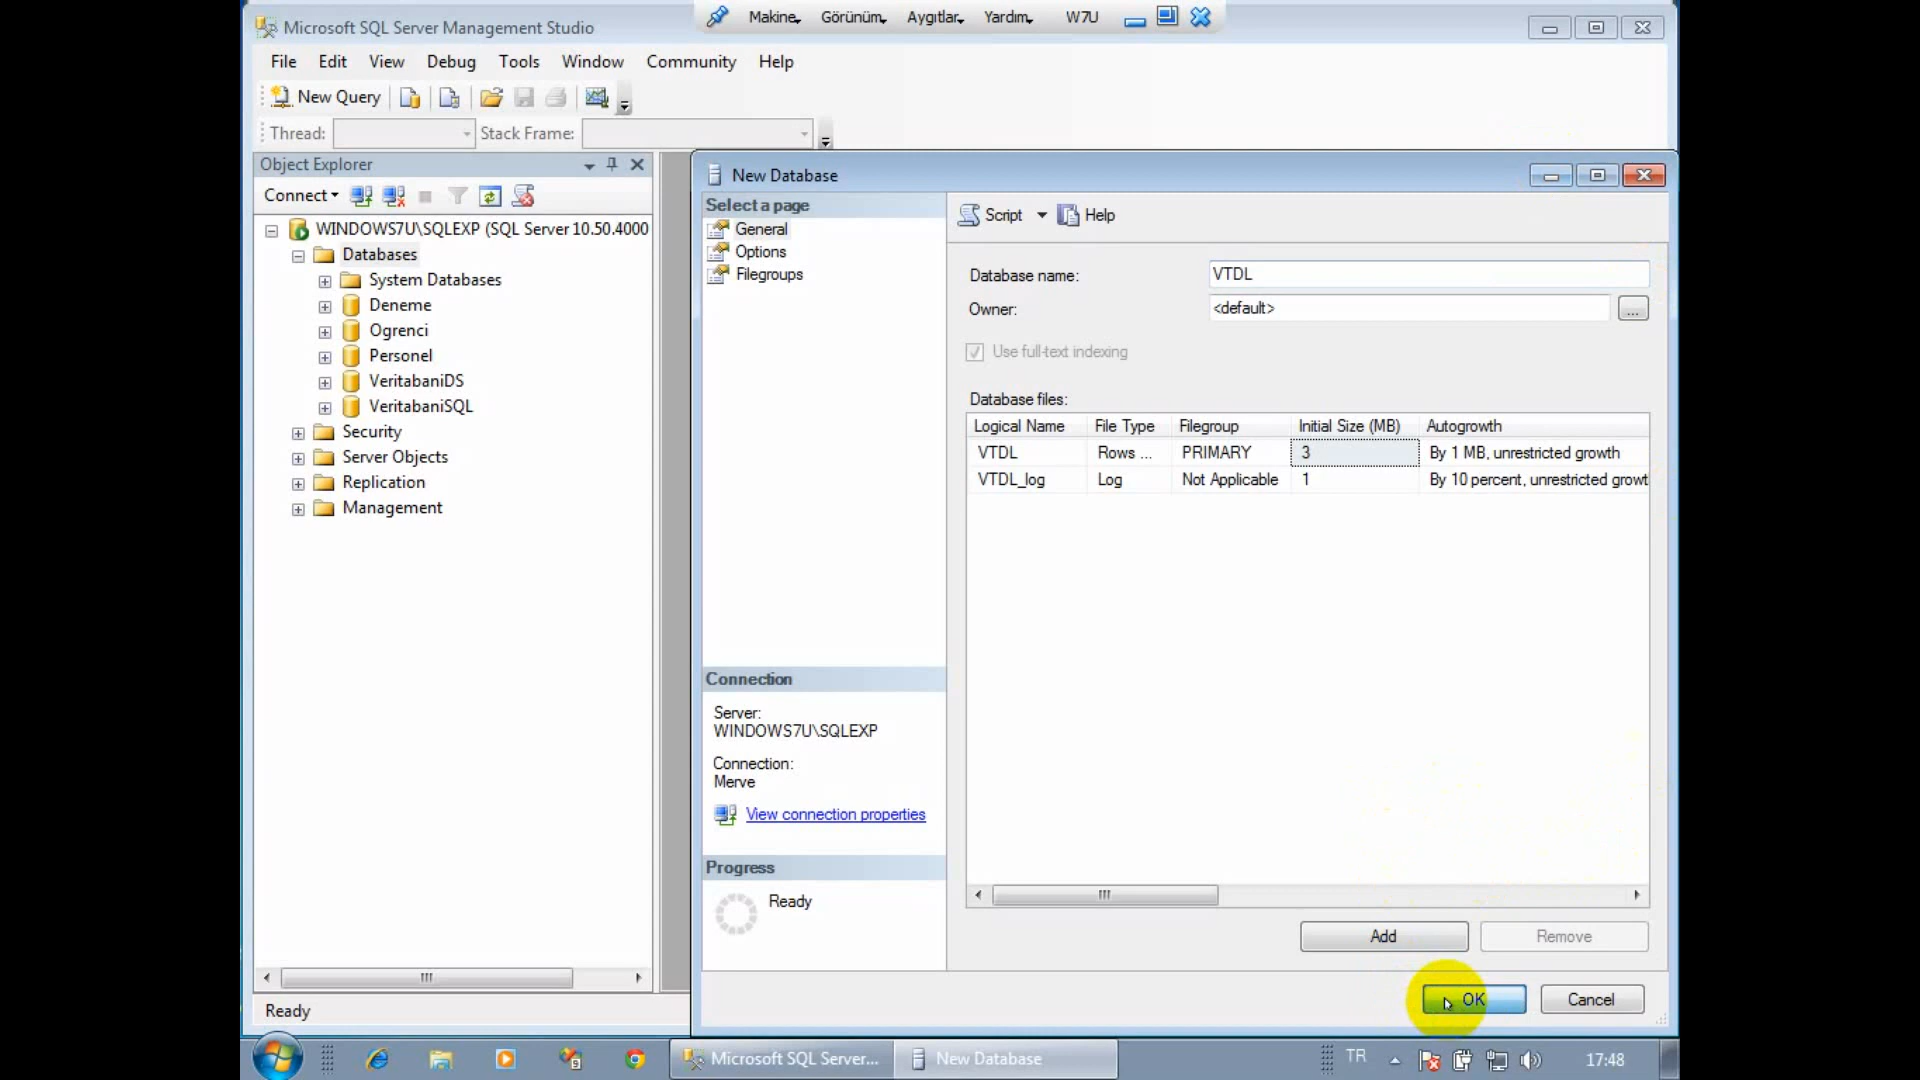 Makine Görünüm Aygıtlar Yardım W7U
Microsoft SQL Server Management Studio
File Edit View Debug Tools Window Community Help
New Query
Thread: Stack Frame:
Object Explorer
Connect
WINDOWS7U\SQLEXP (SQL Server 10.50.4000
Databases
System Databases
Deneme
Ogrenci
Personel
VeritabaniDS
VeritabaniSQL
Security
Server Objects
Replication
Management
Ready
New Database
Select a page
General
Options
Filegroups
Connection
Server:
WINDOWS7U\SQLEXP
Connection:
Merve
View connection properties
Progress
Ready
Script Help
Database name: VTDL
Owner: <default> ...
Use full-text indexing
Database files:
Logical Name File Type Filegroup Initial Size (MB) Autogrowth
VTDL Rows ... PRIMARY 3 By 1 MB, unrestricted growth
VTDL_log Log Not Applicable 1 By 10 percent, unrestricted growt
Add Remove
OK Cancel
Microsoft SQL Server... New Database TR 17:48